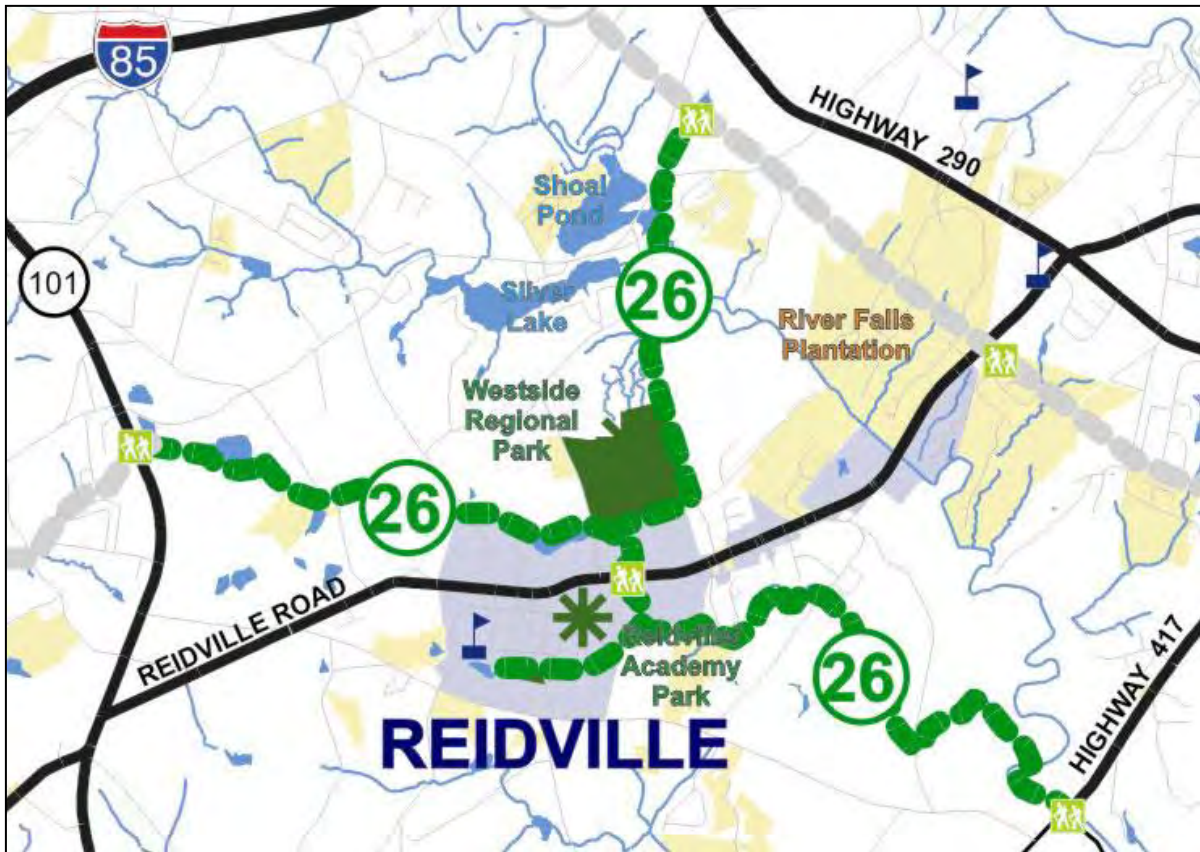 85
HIGHWAY 290
Shoal
Pond
101
26
Silver
Lake
River Falls
Plantation
Westside
Regional
Park
26
REIDVILLE ROAD
Reidville
Academy
Park
26
HIGHWAY 417
REIDVILLE